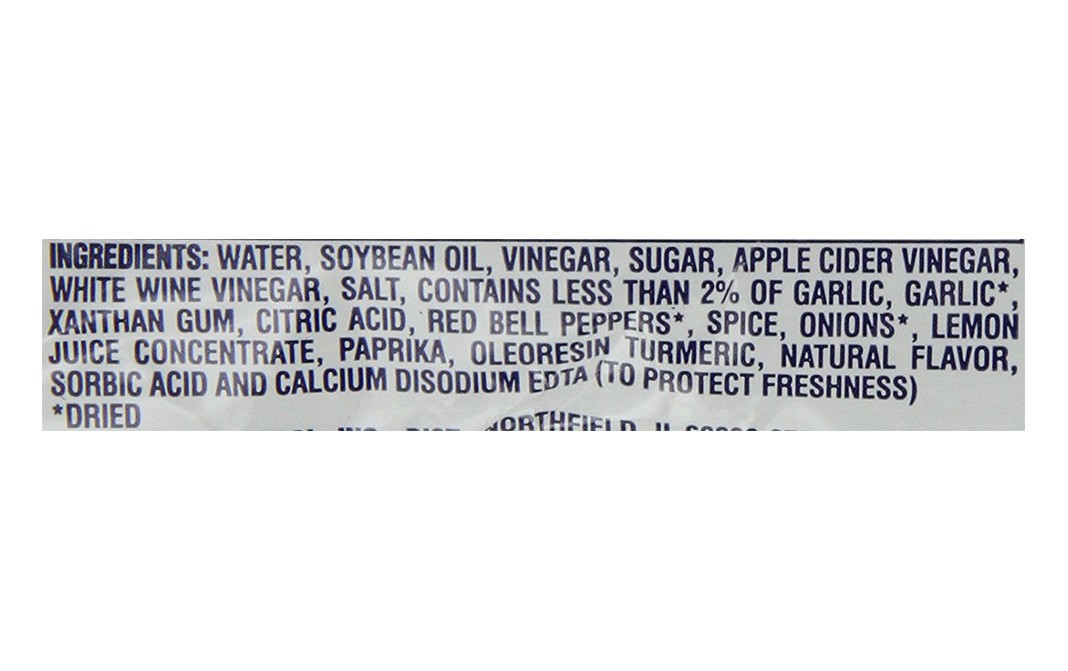 INGREDIENTS: WATER, SOYBEAN OIL, VINEGAR, SUGAR, APPLE CIDER VINEGAR,
WHITE WINE VINEGAR, SALT, CONTAINS LESS THAN 2% OF GARLIC, GARLIC*,
XANTHAN GUM, CITRIC ACID, RED BELL PEPPERS*, SPICE, ONIONS*, LEMON
JUICE CONCENTRATE, PAPRIKA, OLEORESIN TURMERIC, NATURAL FLAVOR,
SORBIC ACID AND CALCIUM DISODIUM EDTA (TO PROTECT FRESHNESS)
*DRIED
NORTHFIELD, IL